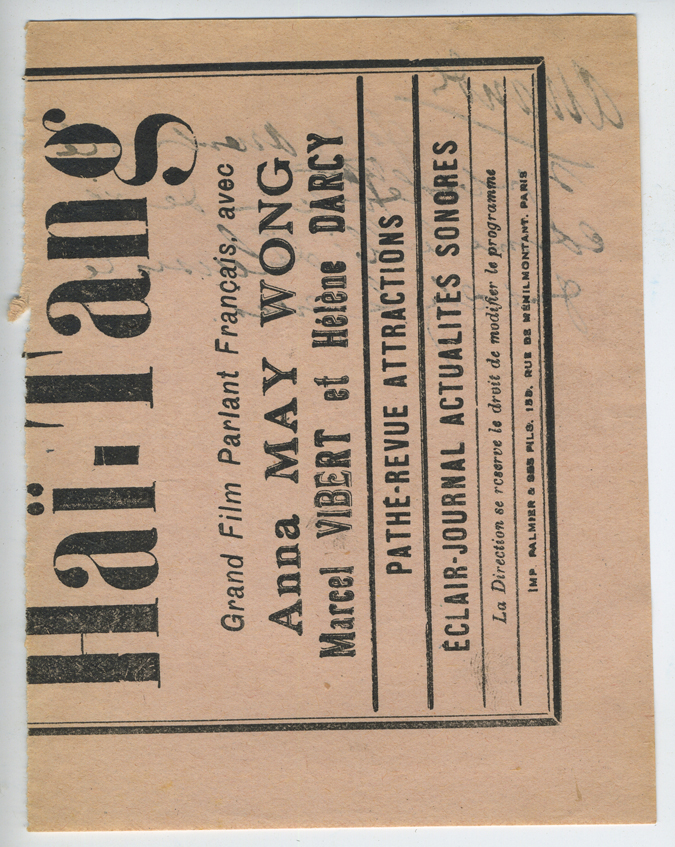 Haï-Tang
Grand Film Parlant Français, avec
Anna MAY WONG
Marcel VIBERT et Hélène DARCY
PATHÉ-REVUE ATTRACTIONS
ÉCLAIR-JOURNAL ACTUALITÉS SONORES
La Direction se reserve le droit de modifier le programme
IMP. PALMIER & SES FILS. 155, RUE DE MÉNILMONTANT. PARIS